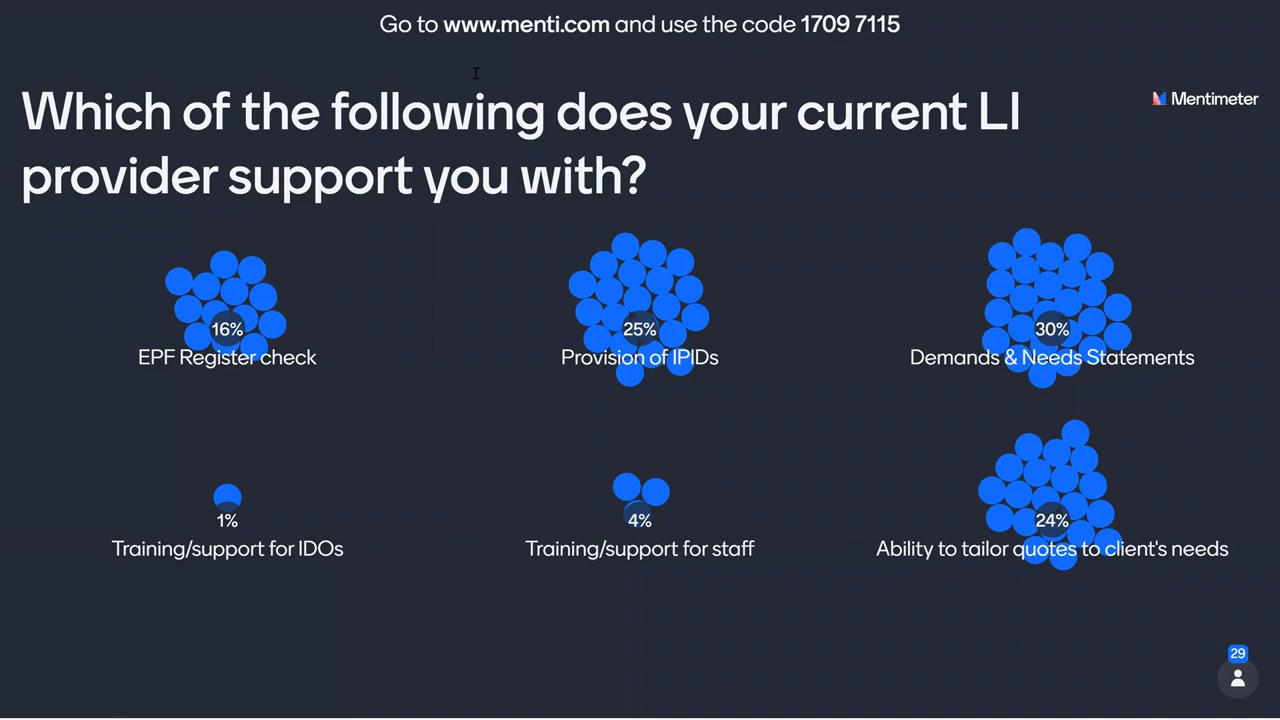 Go to www.menti.com and use the code 1709 7115
Mentimeter
Which of the following does your current LI
provider support you with?
16%
EPF Register check
25%
Provision of IPIDs
30%
Demands & Needs Statements
1%
Training/support for IDOs
4%
Training/support for staff
24%
Ability to tailor quotes to client's needs
29